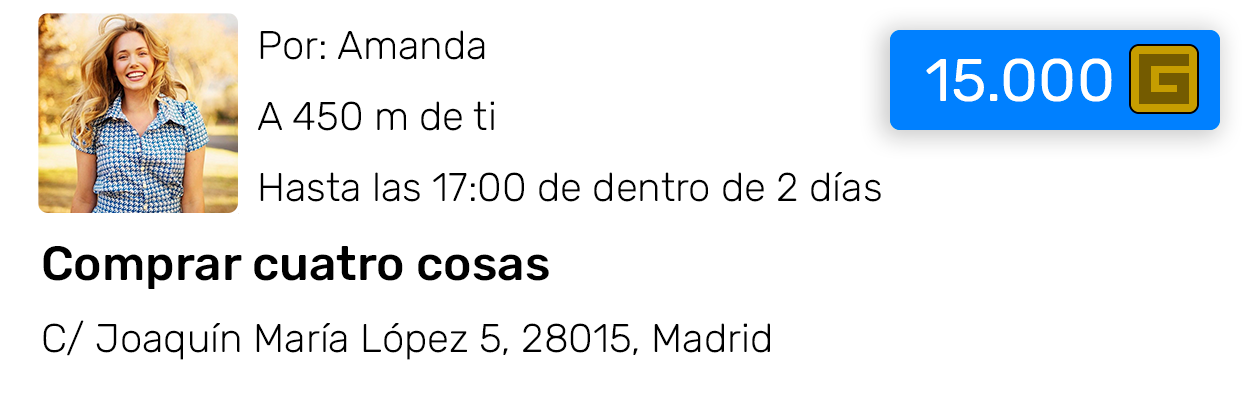 Por: Amanda
15.000 G
A 450 m de ti
Hasta las 17:00 de dentro de 2 días
Comprar cuatro cosas
C/ Joaquín María López 5, 28015, Madrid